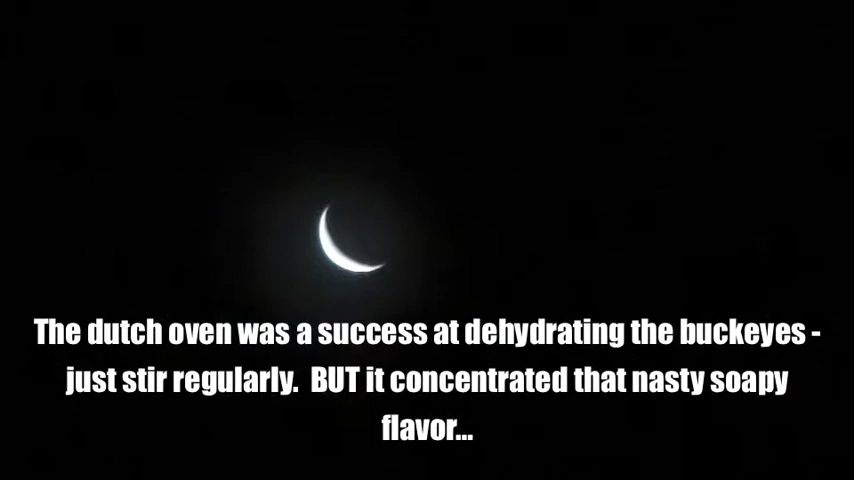 The dutch oven was a success at dehydrating the buckeyes -
just stir regularly.  BUT it concentrated that nasty soapy
flavor...